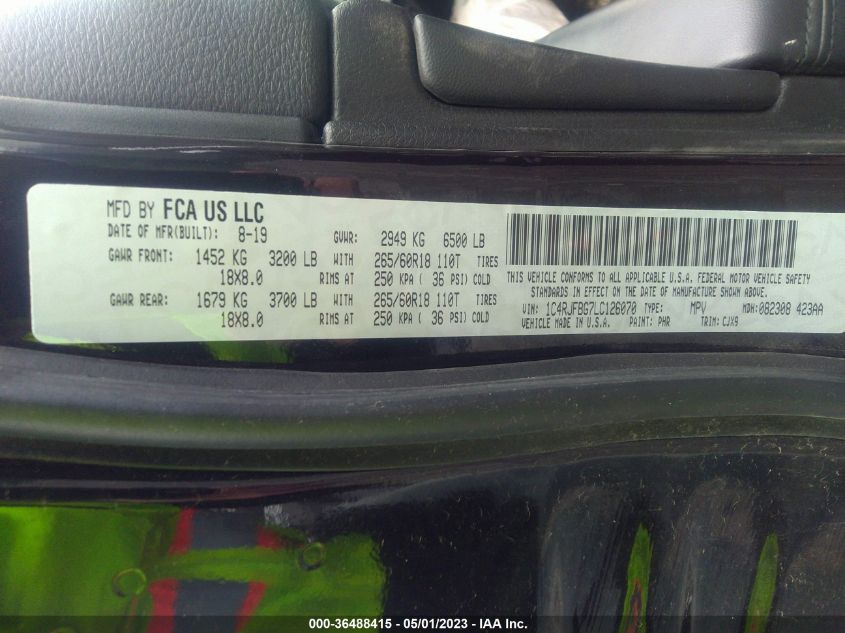 MFD BY FCA US LLC
DATE OF MFR(BUILT): 8-19 GVWR: 2949 KG 6500 LB
GAWR FRONT: 1452 KG 3200 LB WITH 265/60R18 110T TIRES
18X8.0 RIMS AT 250 KPA ( 36 PSI) COLD
GAWR REAR: 1679 KG 3700 LB WITH 265/60R18 110T TIRES
18X8.0 RIMS AT 250 KPA ( 36 PSI) COLD
THIS VEHICLE CONFORMS TO ALL APPLICABLE U.S.A. FEDERAL MOTOR VEHICLE SAFETY
STANDARDS IN EFFECT ON THE DATE OF MANUFACTURE SHOWN ABOVE.
VIN: 1C4RJFBG7LC126070 TYPE: MPV MDH: 082308 423AA
VEHICLE MADE IN U.S.A. PAINT: PHR TRIM: CJX9
000-36488415 - 05/01/2023 - IAA Inc.